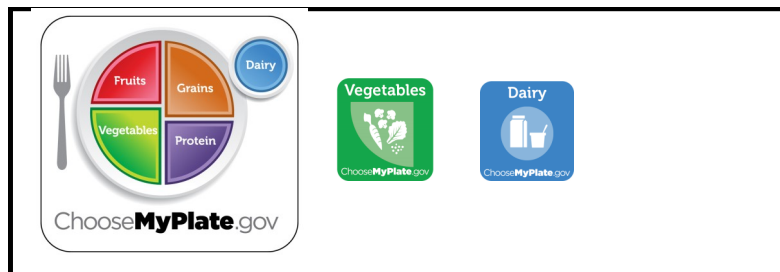 Fruits
Grains
Dairy
Vegetables
Protein
ChooseMyPlate.gov
Vegetables
ChooseMyPlate.gov
Dairy
ChooseMyPlate.gov